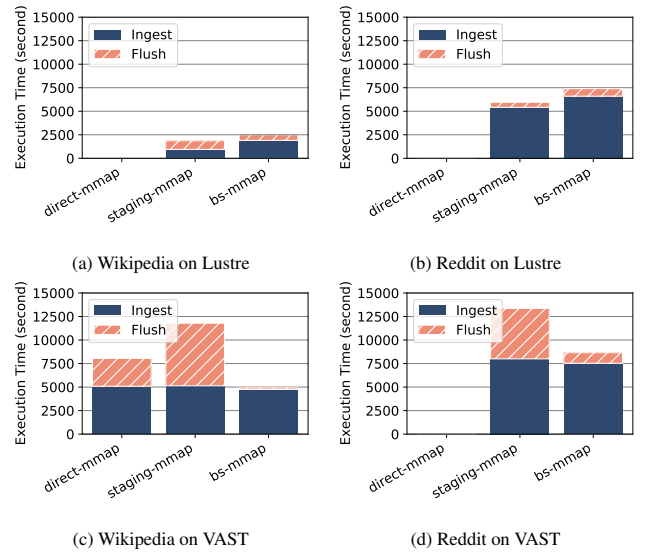 15000
12500
10000
7500
5000
2500
0
Execution Time (second)
Ingest
Flush
direct-mmap
staging-mmap
bs-mmap
(a) Wikipedia on Lustre
15000
12500
10000
7500
5000
2500
0
Execution Time (second)
Ingest
Flush
direct-mmap
staging-mmap
bs-mmap
(b) Reddit on Lustre
15000
12500
10000
7500
5000
2500
0
Execution Time (second)
Ingest
Flush
direct-mmap
staging-mmap
bs-mmap
(c) Wikipedia on VAST
15000
12500
10000
7500
5000
2500
0
Execution Time (second)
Ingest
Flush
direct-mmap
staging-mmap
bs-mmap
(d) Reddit on VAST